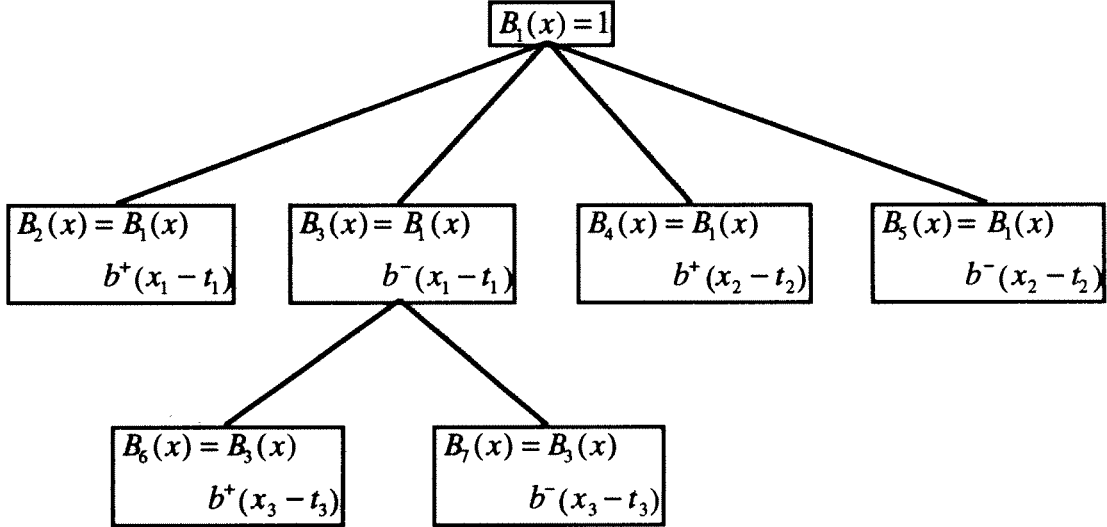 B₁(x) = 1
B₂(x) = B₁(x)
b⁺(x₁ − t₁)
B₃(x) = B₁(x)
b⁻(x₁ − t₁)
B₄(x) = B₁(x)
b⁺(x₂ − t₂)
B₅(x) = B₁(x)
b⁻(x₂ − t₂)
B₆(x) = B₃(x)
b⁺(x₃ − t₃)
B₇(x) = B₃(x)
b⁻(x₃ − t₃)